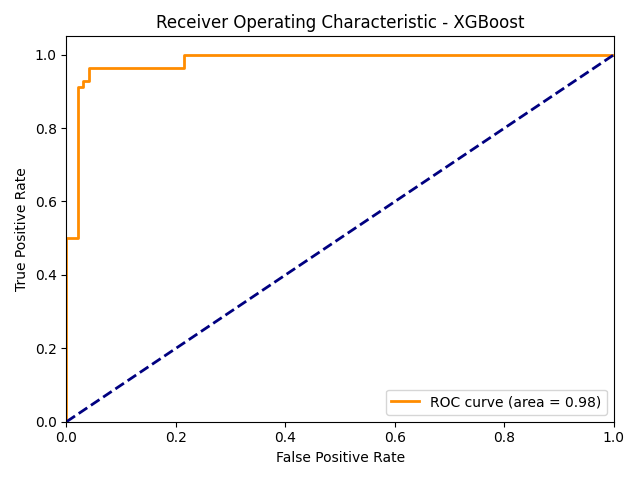 Receiver Operating Characteristic - XGBoost
True Positive Rate
1.0
0.8
0.6
0.4
0.2
0.0
ROC curve (area = 0.98)
0.0 0.2 0.4 0.6 0.8 1.0
False Positive Rate